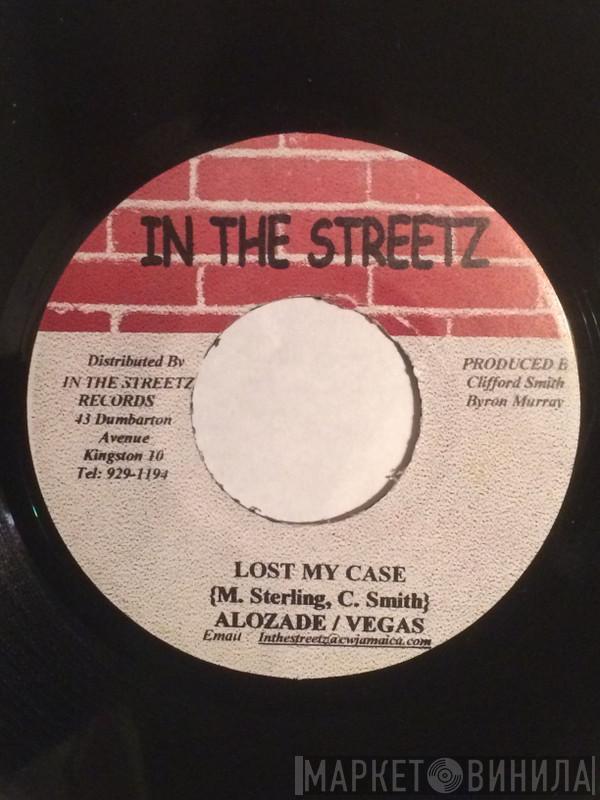 IN THE STREETZ
Distributed By
IN THE STREETZ
RECORDS
43 Dumbarton
Avenue
Kingston 10
Tel: 929-1194
PRODUCED B
Clifford Smith
Byron Murray
LOST MY CASE
{M. Sterling, C. Smith}
ALOZADE / VEGAS
Email : Inthestreetz@cwjamaica.com
МАРКЕТ ВИНИЛА